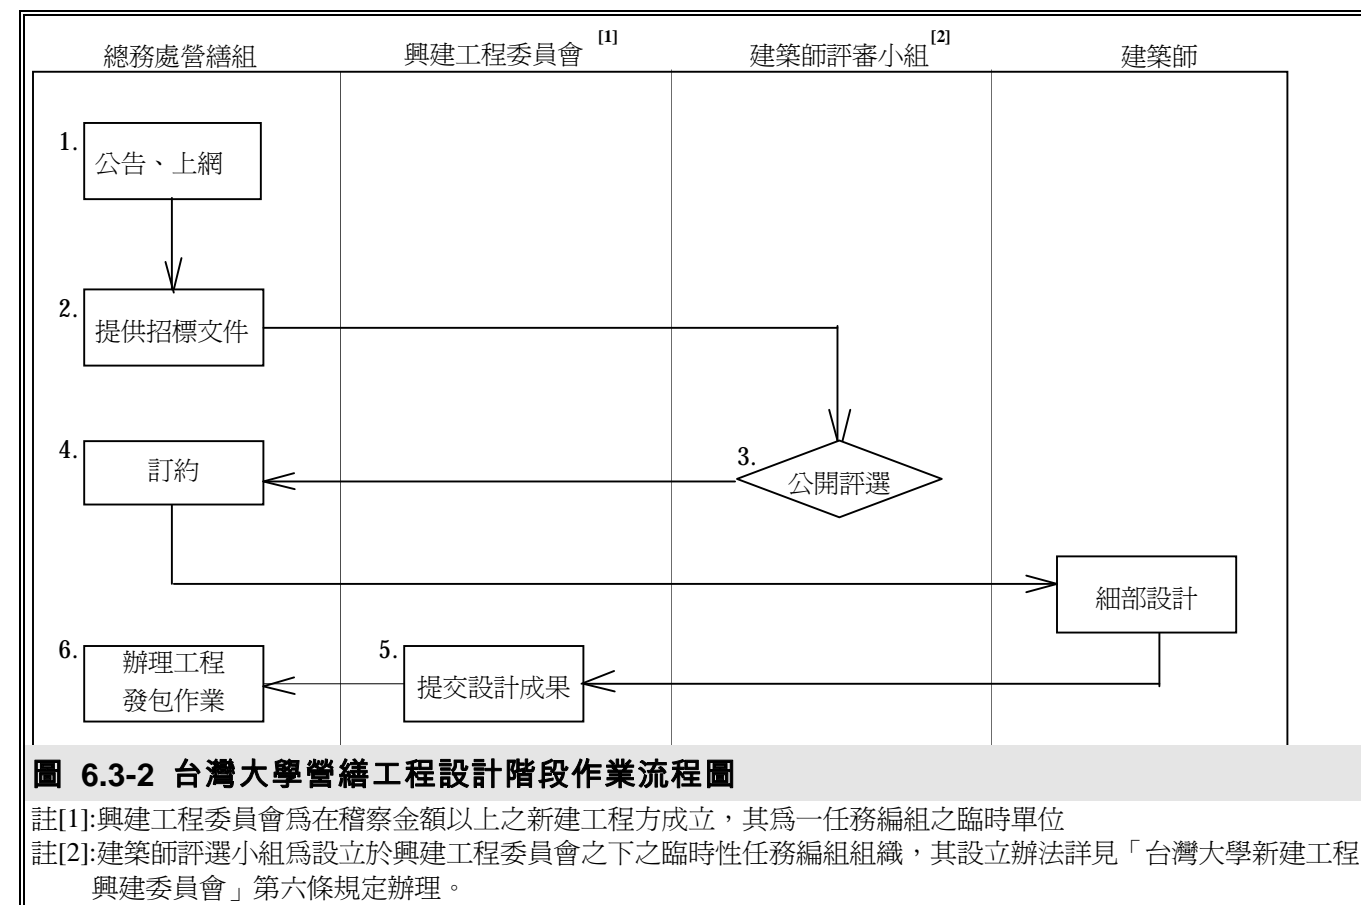 總務處營繕組 興建工程委員會 [1] 建築師評審小組 [2] 建築師
1. 公告、上網
2. 提供招標文件
4. 訂約
3. 公開評選
細部設計
6. 辦理工程
發包作業
5. 提交設計成果
圖 6.3-2 台灣大學營繕工程設計階段作業流程圖
註[1]:興建工程委員會為在稽察金額以上之新建工程方成立，其為一任務編組之臨時單位
註[2]:建築師評選小組為設立於興建工程委員會之下之臨時性任務編組組織，其設立辦法詳見「台灣大學新建工程
興建委員會」第六條規定辦理。